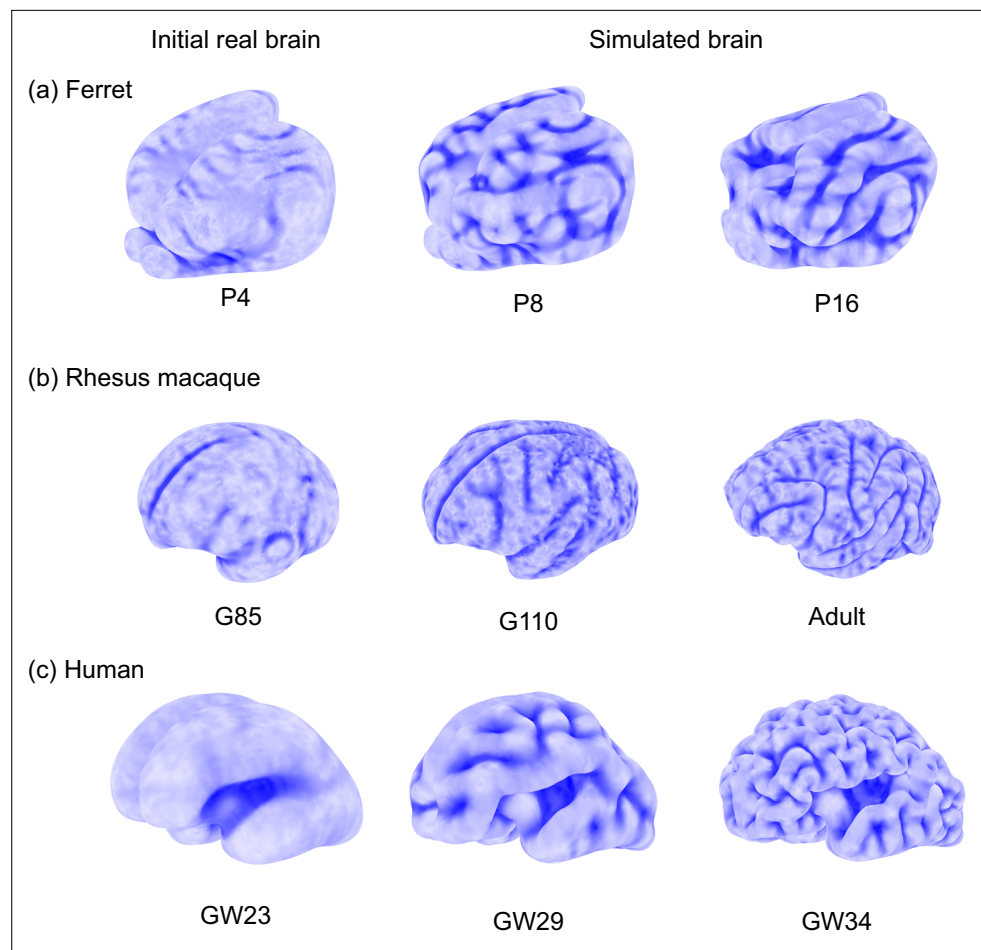 Initial real brain
Simulated brain
(a) Ferret
P4
P8
P16
(b) Rhesus macaque
G85
G110
Adult
(c) Human
GW23
GW29
GW34